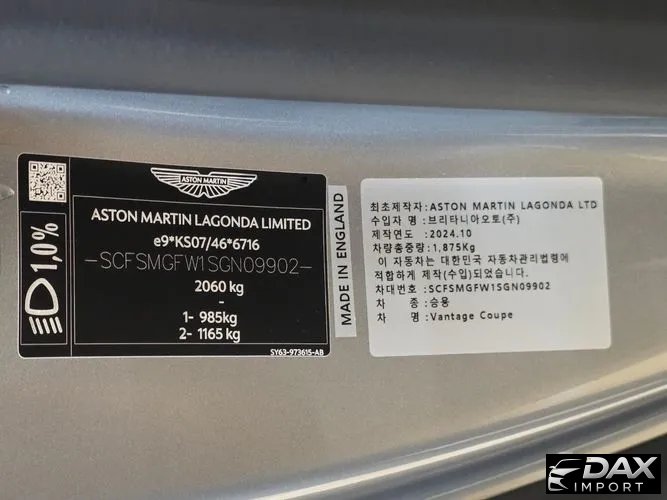 ASTON MARTIN
ASTON MARTIN LAGONDA LIMITED
e9*KS07/46*6716
-SCFSMGFW1SGN09902-
2060 kg
-
1- 985kg
2- 1165 kg
SY63-973615-AB
1,0%
MADE IN ENGLAND
최초제작자: ASTON MARTIN LAGONDA LTD
수입자 명 : 브리타니아오토(주)
제작연도 : 2024.10
차량총중량: 1,875Kg
이 자동차는 대한민국 자동차관리법령에
적합하게 제작(수입)되었습니다.
차대번호: SCFSMGFW1SGN09902
차 종 : 승용
차 명 : Vantage Coupe
DAX
IMPORT